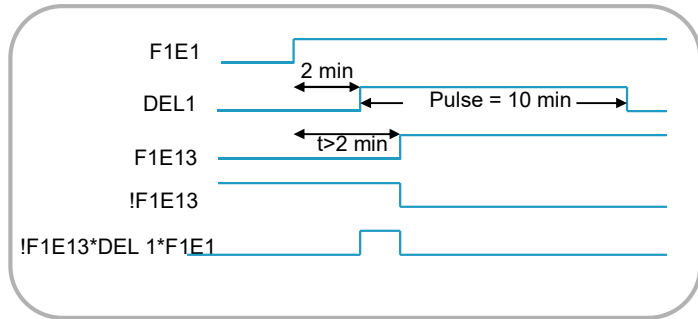 F1E1
2 min
DEL1
Pulse = 10 min
t>2 min
F1E13
!F1E13
!F1E13*DEL 1*F1E1